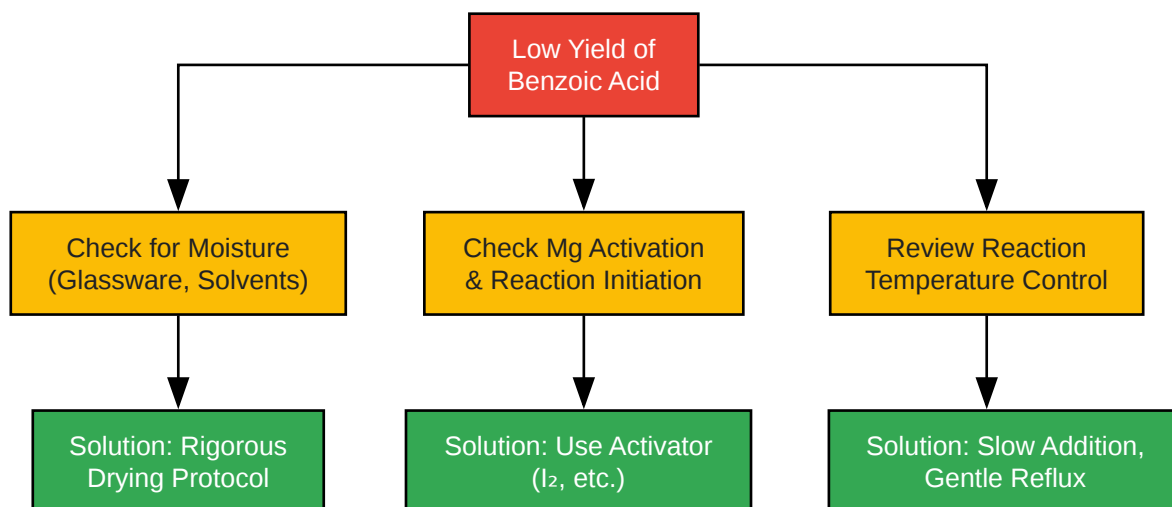 Low Yield of
Benzoic Acid
Check for Moisture
(Glassware, Solvents)
Check Mg Activation
& Reaction Initiation
Review Reaction
Temperature Control
Solution: Rigorous
Drying Protocol
Solution: Use Activator
(I₂, etc.)
Solution: Slow Addition,
Gentle Reflux